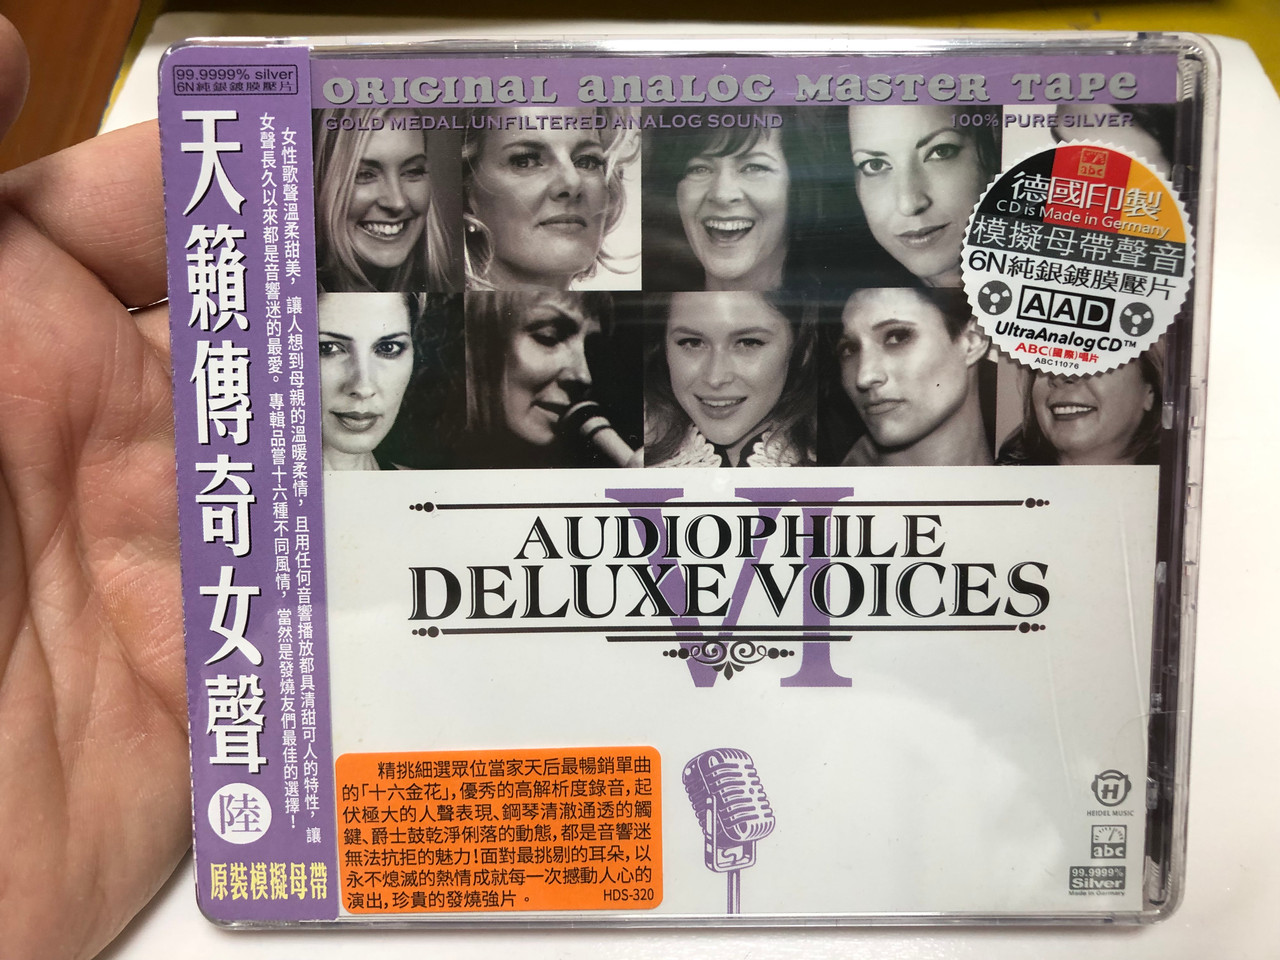 99.9999% silver
6N純銀鍍膜壓片
天籟傳奇女聲
陸
原裝模擬母帶
女性歌聲溫柔甜美，讓人想到母親的溫暖柔情，且用任何音響播放都具清甜可人的特性，讓
女聲長久以來都是音響迷的最愛。專輯品嘗十六種不同風情，當然是發燒友們最佳的選擇！
ORIGINAL ANALOG MASTER TAPE
GOLD MEDAL UNFILTERED ANALOG SOUND
100% PURE SILVER
abc
德國印製
CD is Made in Germany
模擬母帶聲音
6N純銀鍍膜壓片
AAD
UltraAnalogCD™
ABC(國際)唱片
ABC11076
VI
AUDIOPHILE
DELUXE VOICES
精挑細選眾位當家天后最暢銷單曲
的「十六金花」，優秀的高解析度錄音，起
伏極大的人聲表現、鋼琴清澈通透的觸
鍵、爵士鼓乾淨俐落的動態，都是音響迷
無法抗拒的魅力！面對最挑剔的耳朵，以
永不熄滅的熱情成就每一次撼動人心的
演出，珍貴的發燒強片。
HDS-320
H
HEIDEL MUSIC
abc
99.9999%
Silver
Made in Germany